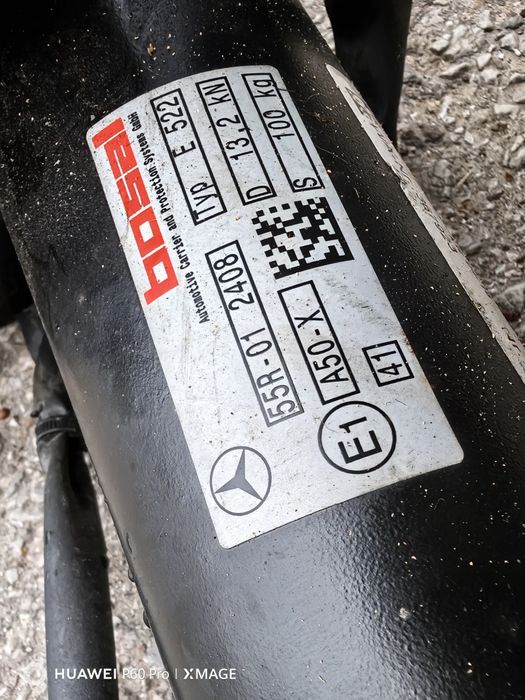 bosal
Automotive Carrier and Protection Systems GmbH
Typ E 522
D 13,2 KN
S 100 kg
55R-01 2408
A50-X
E1
41
HUAWEI P60 Pro | XMAGE